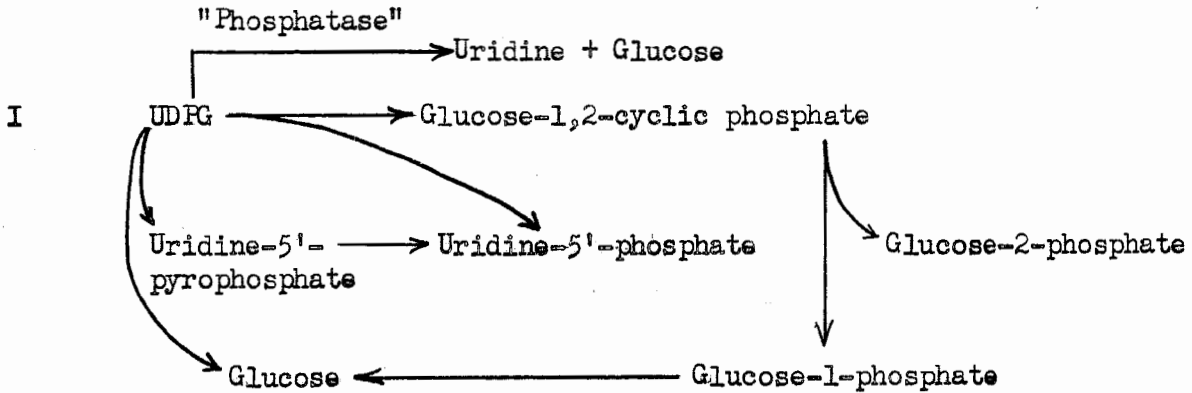 "Phosphatase"
Uridine + Glucose
I UDPG Glucose-1,2-cyclic phosphate
Uridine-5'- Uridine-5'-phosphate Glucose-2-phosphate
pyrophosphate
Glucose Glucose-1-phosphate